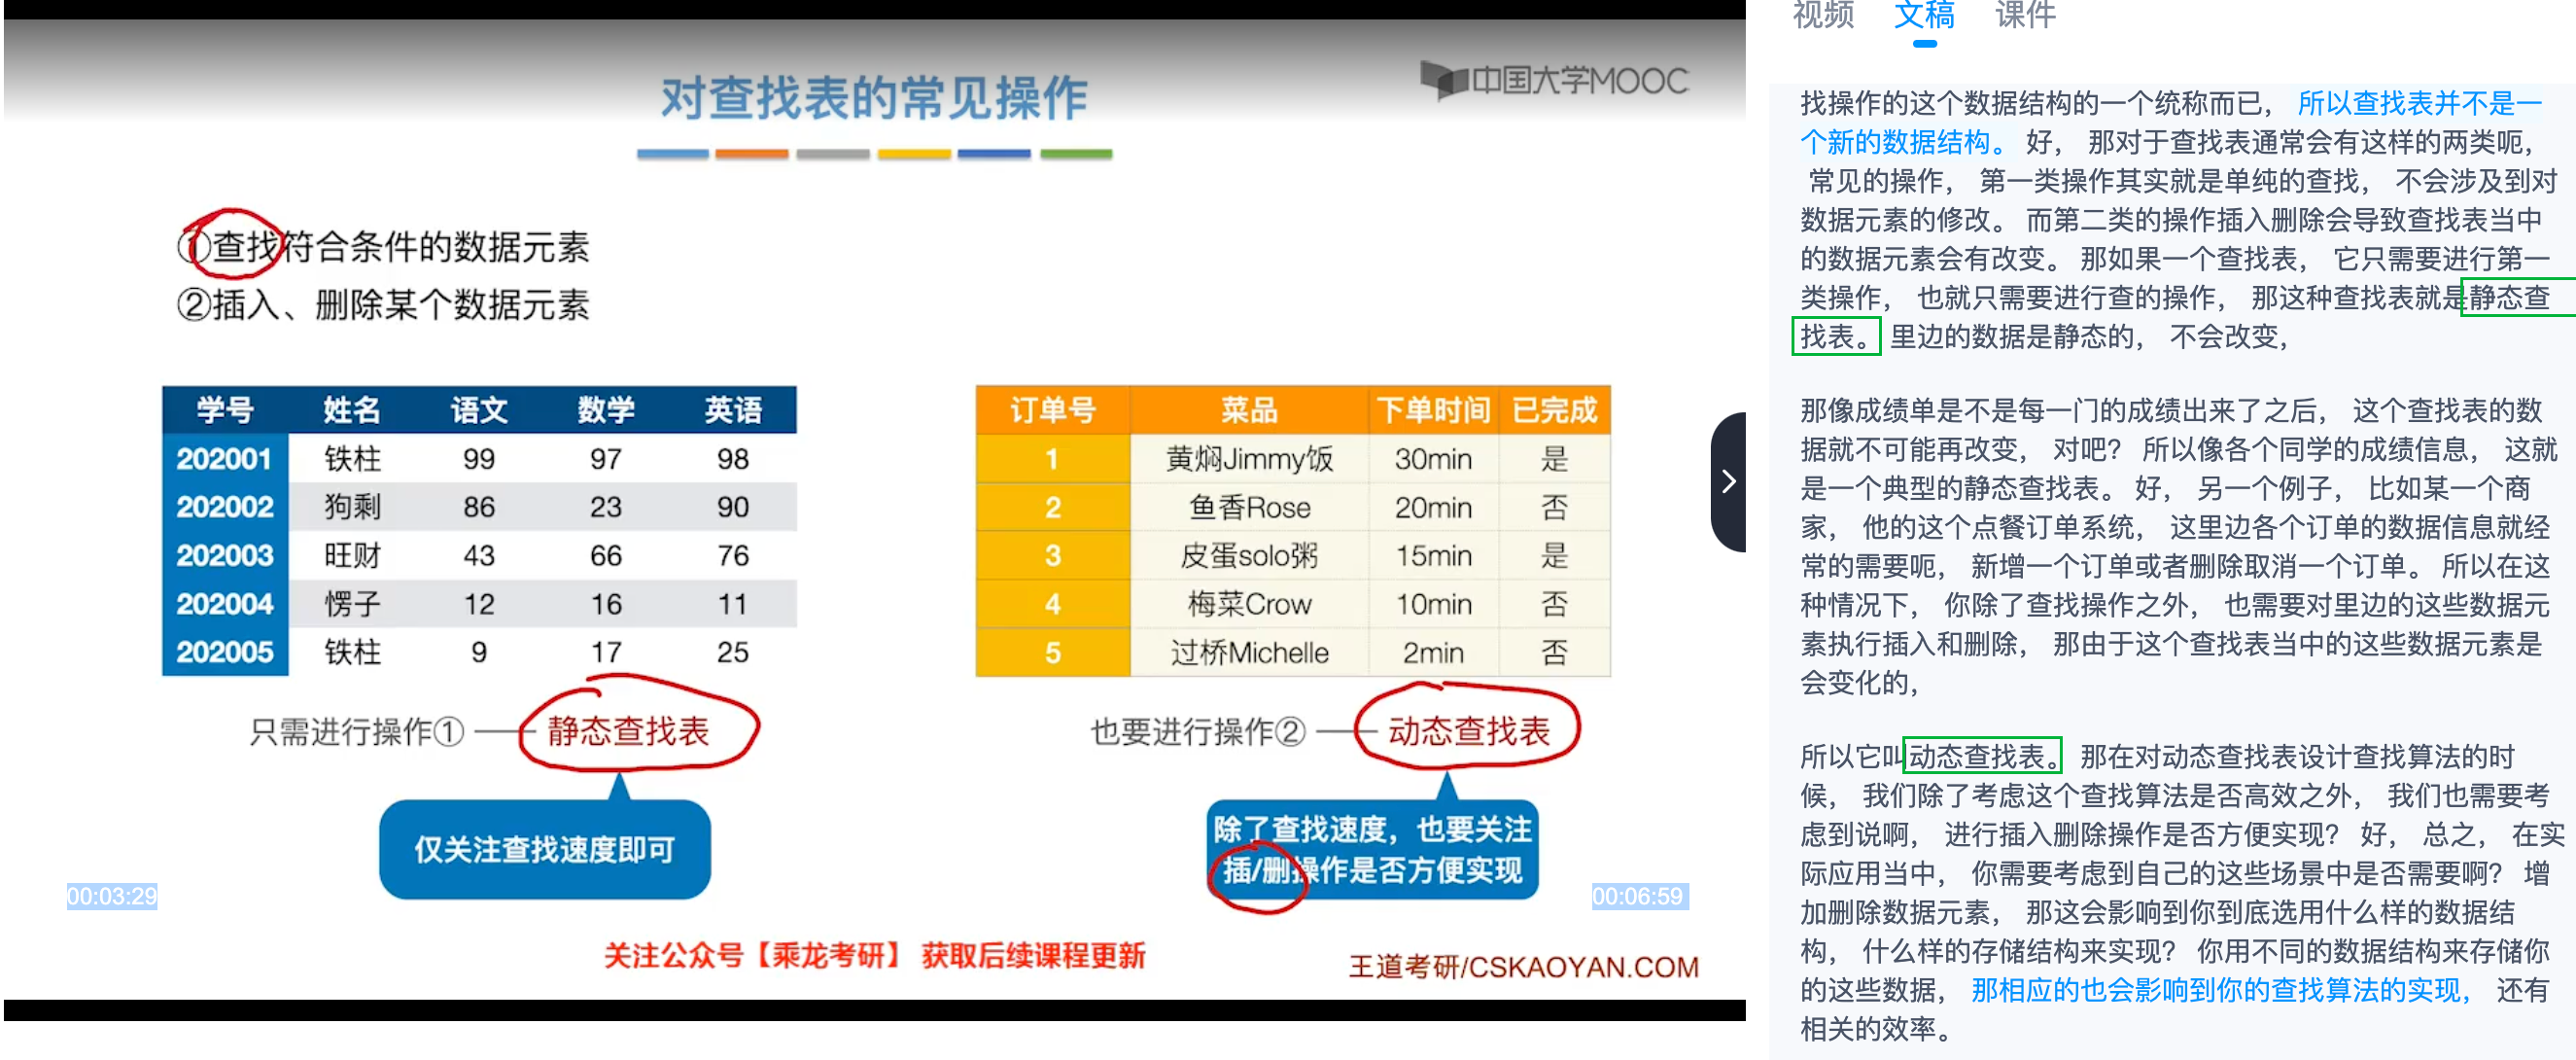 对查找表的常见操作
中国大学MOOC
①查找符合条件的数据元素
②插入、删除某个数据元素
学号 姓名 语文 数学 英语
202001 铁柱 99 97 98
202002 狗剩 86 23 90
202003 旺财 43 66 76
202004 愣子 12 16 11
202005 铁柱 9 17 25
只需进行操作① 静态查找表
仅关注查找速度即可
订单号 菜品 下单时间 已完成
1 黄焖Jimmy饭 30min 是
2 鱼香Rose 20min 否
3 皮蛋solo粥 15min 是
4 梅菜Crow 10min 否
5 过桥Michelle 2min 否
也要进行操作② 动态查找表
除了查找速度，也要关注
插/删操作是否方便实现
00:03:29
00:06:59
关注公众号【乘龙考研】 获取后续课程更新
王道考研/CSKAOYAN.COM
视频 文稿 课件
找操作的这个数据结构的一个统称而已， 所以查找表并不是一
个新的数据结构。 好， 那对于查找表通常会有这样的两类呃，
常见的操作， 第一类操作其实就是单纯的查找， 不会涉及到对
数据元素的修改。 而第二类的操作插入删除会导致查找表当中
的数据元素会有改变。 那如果一个查找表， 它只需要进行第一
类操作， 也就只需要进行查的操作， 那这种查找表就是静态查
找表。 里边的数据是静态的， 不会改变，
那像成绩单是不是每一门的成绩出来了之后， 这个查找表的数
据就不可能再改变， 对吧？ 所以像各个同学的成绩信息， 这就
是一个典型的静态查找表。 好， 另一个例子， 比如某一个商
家， 他的这个点餐订单系统， 这里边各个订单的数据信息就经
常的需要呃， 新增一个订单或者删除取消一个订单。 所以在这
种情况下， 你除了查找操作之外， 也需要对里边的这些数据元
素执行插入和删除， 那由于这个查找表当中的这些数据元素是
会变化的，
所以它叫动态查找表。 那在对动态查找表设计查找算法的时
候， 我们除了考虑这个查找算法是否高效之外， 我们也需要考
虑到说啊， 进行插入删除操作是否方便实现？ 好， 总之， 在实
际应用当中， 你需要考虑到自己的这些场景中是否需要啊？ 增
加删除数据元素， 那这会影响到你到底选用什么样的数据结
构， 什么样的存储结构来实现？ 你用不同的数据结构来存储你
的这些数据， 那相应的也会影响到你的查找算法的实现， 还有
相关的效率。